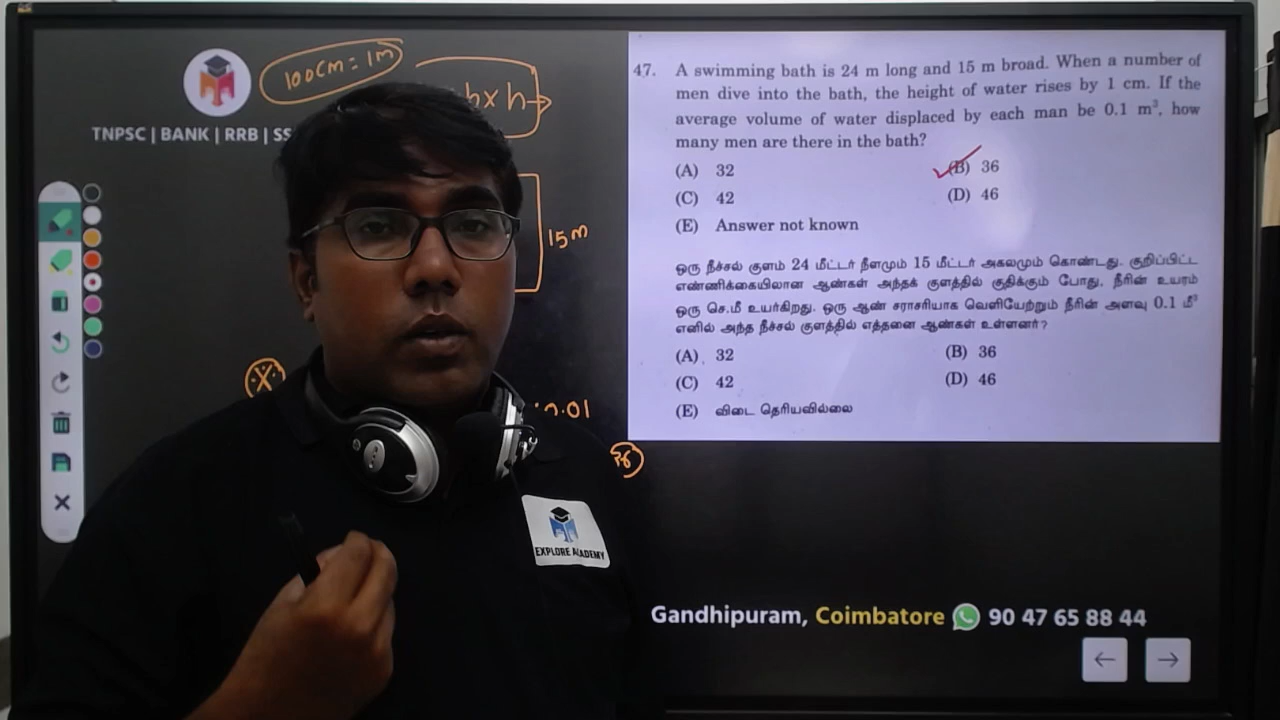 100cm = 1m
b x h
TNPSC | BANK | RRB | SS
15m
0.01
36
47. A swimming bath is 24 m long and 15 m broad. When a number of
men dive into the bath, the height of water rises by 1 cm. If the
average volume of water displaced by each man be 0.1 m³, how
many men are there in the bath?
(A) 32 (B) 36
(C) 42 (D) 46
(E) Answer not known
ஒரு நீச்சல் குளம் 24 மீட்டர் நீளமும் 15 மீட்டர் அகலமும் கொண்டது. குறிப்பிட்ட
எண்ணிக்கையிலான ஆண்கள் அந்தக் குளத்தில் குதிக்கும் போது, நீரின் உயரம்
ஒரு செ.மீ உயர்கிறது. ஒரு ஆண் சராசரியாக வெளியேற்றும் நீரின் அளவு 0.1 மீ³
எனில் அந்த நீச்சல் குளத்தில் எத்தனை ஆண்கள் உள்ளனர்?
(A) 32 (B) 36
(C) 42 (D) 46
(E) விடை தெரியவில்லை
EXPLORE ACADEMY
Gandhipuram, Coimbatore 90 47 65 88 44